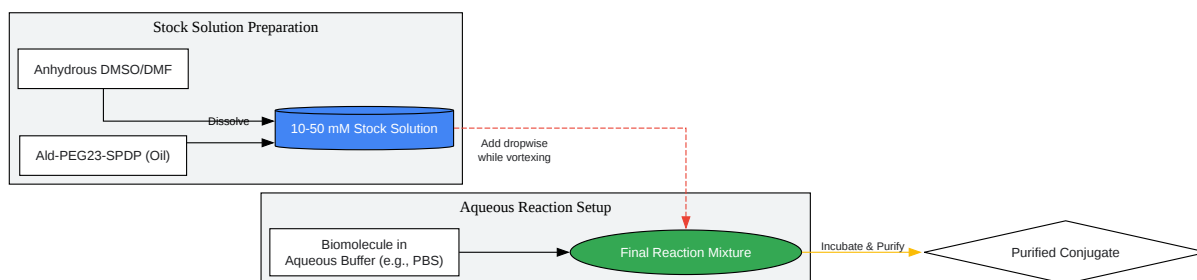 Stock Solution Preparation
Anhydrous DMSO/DMF
Dissolve
10-50 mM Stock Solution
Ald-PEG23-SPDP (Oil)
Add dropwise
while vortexing
Aqueous Reaction Setup
Biomolecule in
Aqueous Buffer (e.g., PBS)
Final Reaction Mixture
Incubate & Purify
Purified Conjugate